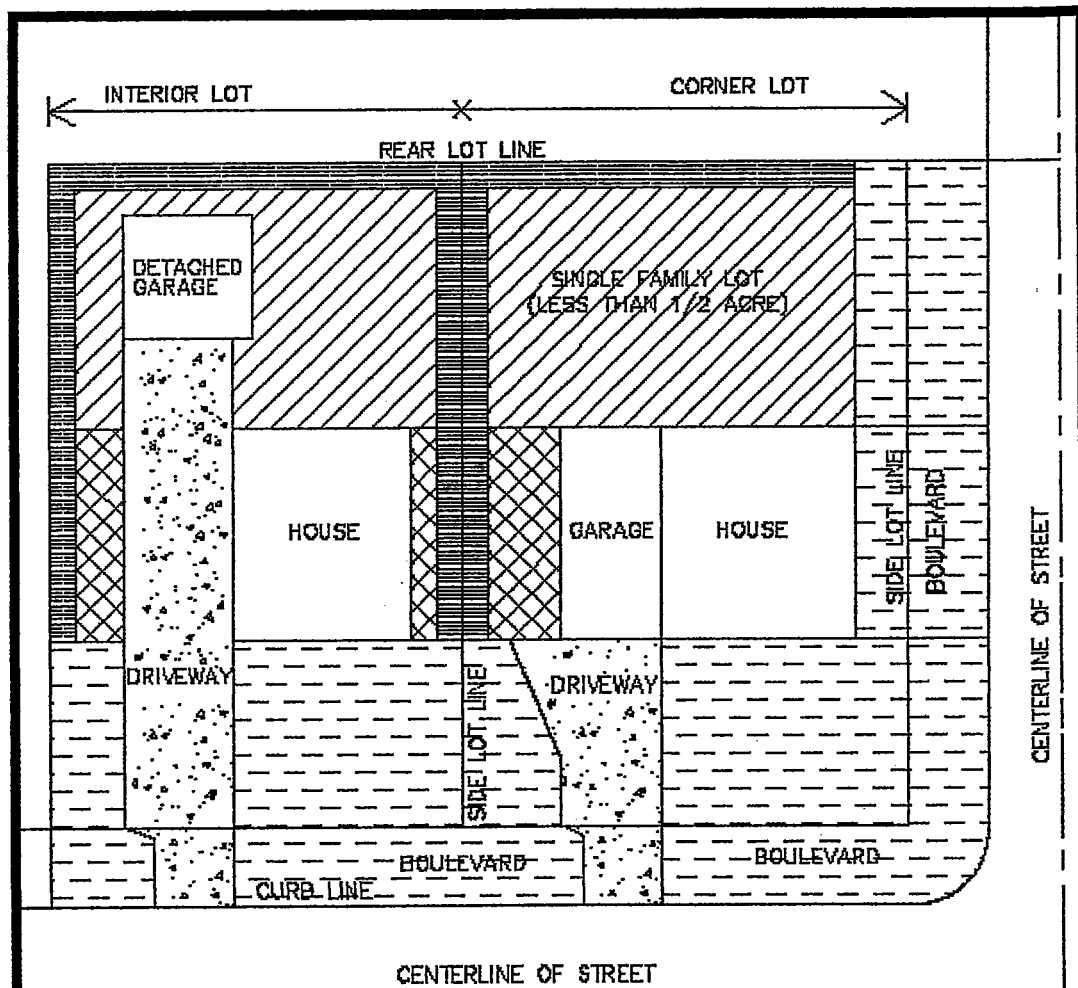 INTERIOR LOT
CORNER LOT
REAR LOT LINE
DETACHED
GARAGE
SINGLE FAMILY LOT
(LESS THAN 1/2 ACRE)
HOUSE
GARAGE
HOUSE
SIDE LOT LINE
BOULEVARD
CENTERLINE OF STREET
DRIVEWAY
SIDE LOT LINE
DRIVEWAY
BOULEVARD
BOULEVARD
CURB LINE
CENTERLINE OF STREET